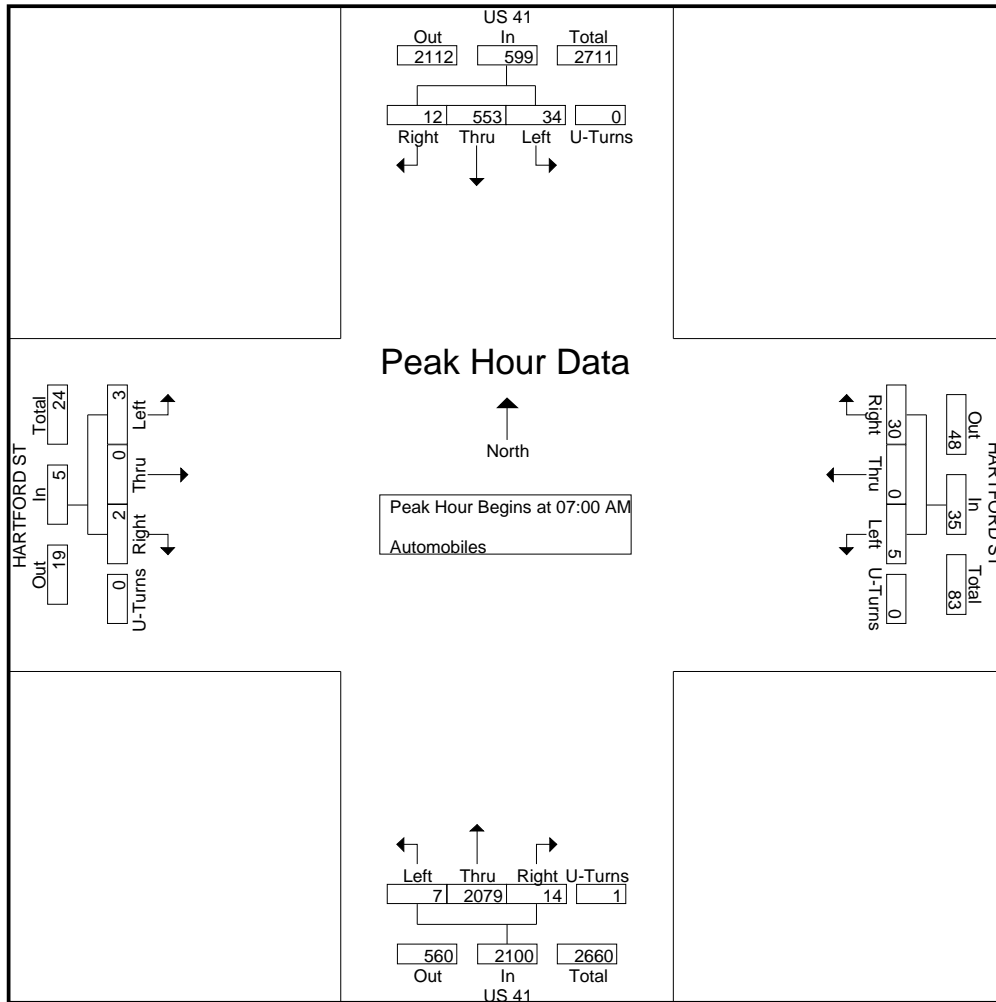 US 41
Out In Total
2112 599 2711
12 553 34 0
Right Thru Left U-Turns
Peak Hour Data
North
Peak Hour Begins at 07:00 AM
Automobiles
HARTFORD ST
Total In Out
24 5 19
3 0 2 0
Left Thru Right U-Turns
Right Thru Left U-Turns
30 0 5 0
Out In Total
48 35 83
HARTFORD ST
Left Thru Right U-Turns
7 2079 14 1
560 2100 2660
Out In Total
US 41